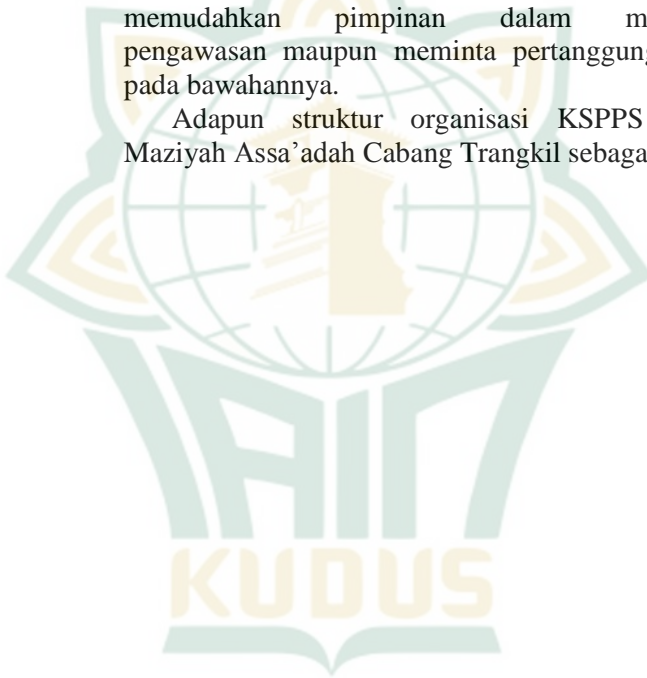 memudahkan pimpinan dalam m
pengawasan maupun meminta pertanggung
pada bawahannya.
Adapun struktur organisasi KSPPS
Maziyah Assa’adah Cabang Trangkil sebaga
IAIN
KUDUS